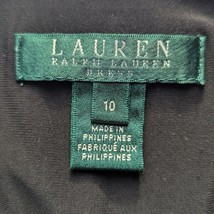 LAUREN
RALPH LAUREN
DRESS
10
MADE IN
PHILIPPINES
FABRIQUÉ AUX
PHILIPPINES